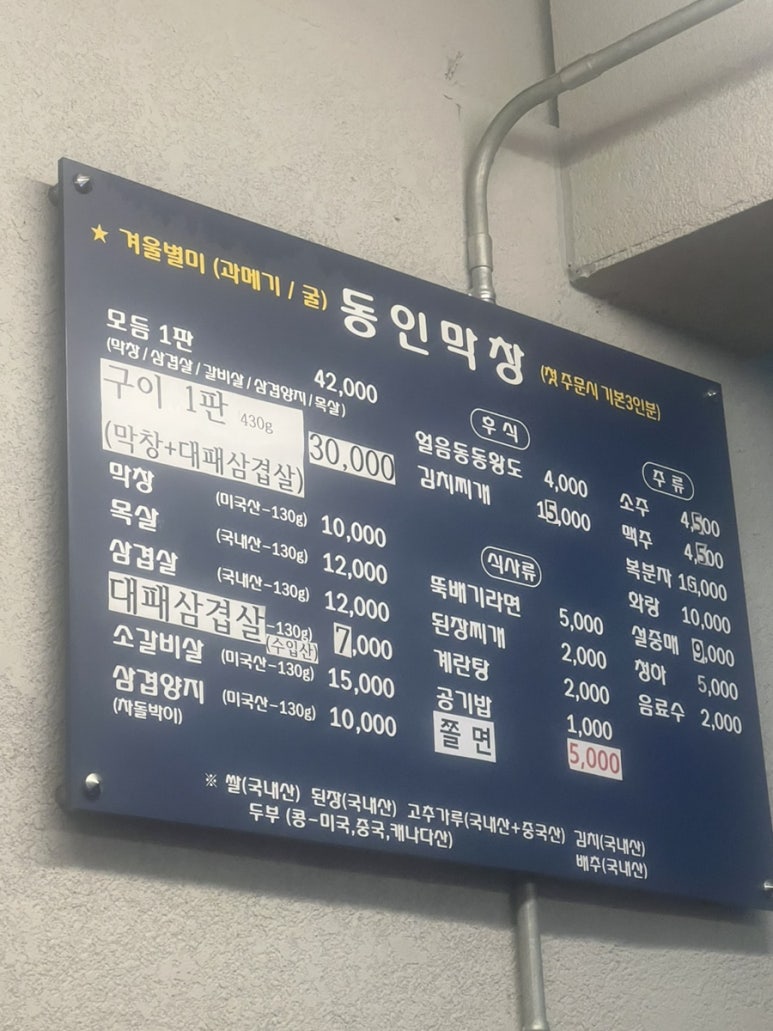 ★ 겨울별미 (과메기 / 굴)
동인막창
(첫 주문시 기본3인분)
모듬 1판
(막창/삼겹살/갈비살/삼겹양지/목살) 42,000
구이 1판 430g
(막창+대패삼겹살) 30,000
막창 (미국산-130g) 10,000
목살 (국내산-130g) 12,000
삼겹살 (국내산-130g) 12,000
대패삼겹살 -130g) (수입산) 7,000
소갈비살 (미국산-130g) 15,000
삼겹양지 (미국산-130g) 10,000
(차돌박이)
후식
얼음동동황도 4,000
김치찌개 15,000
식사류
뚝배기라면 5,000
된장찌개 2,000
계란탕 2,000
공기밥 1,000
쫄면 5,000
주류
소주 4,500
맥주 4,500
복분자 16,000
와랑 10,000
설중매 9,000
청하 5,000
음료수 2,000
※ 쌀(국내산) 된장(국내산) 고추가루(국내산+중국산) 김치(국내산)
두부 (콩-미국,중국,캐나다산) 배추(국내산)